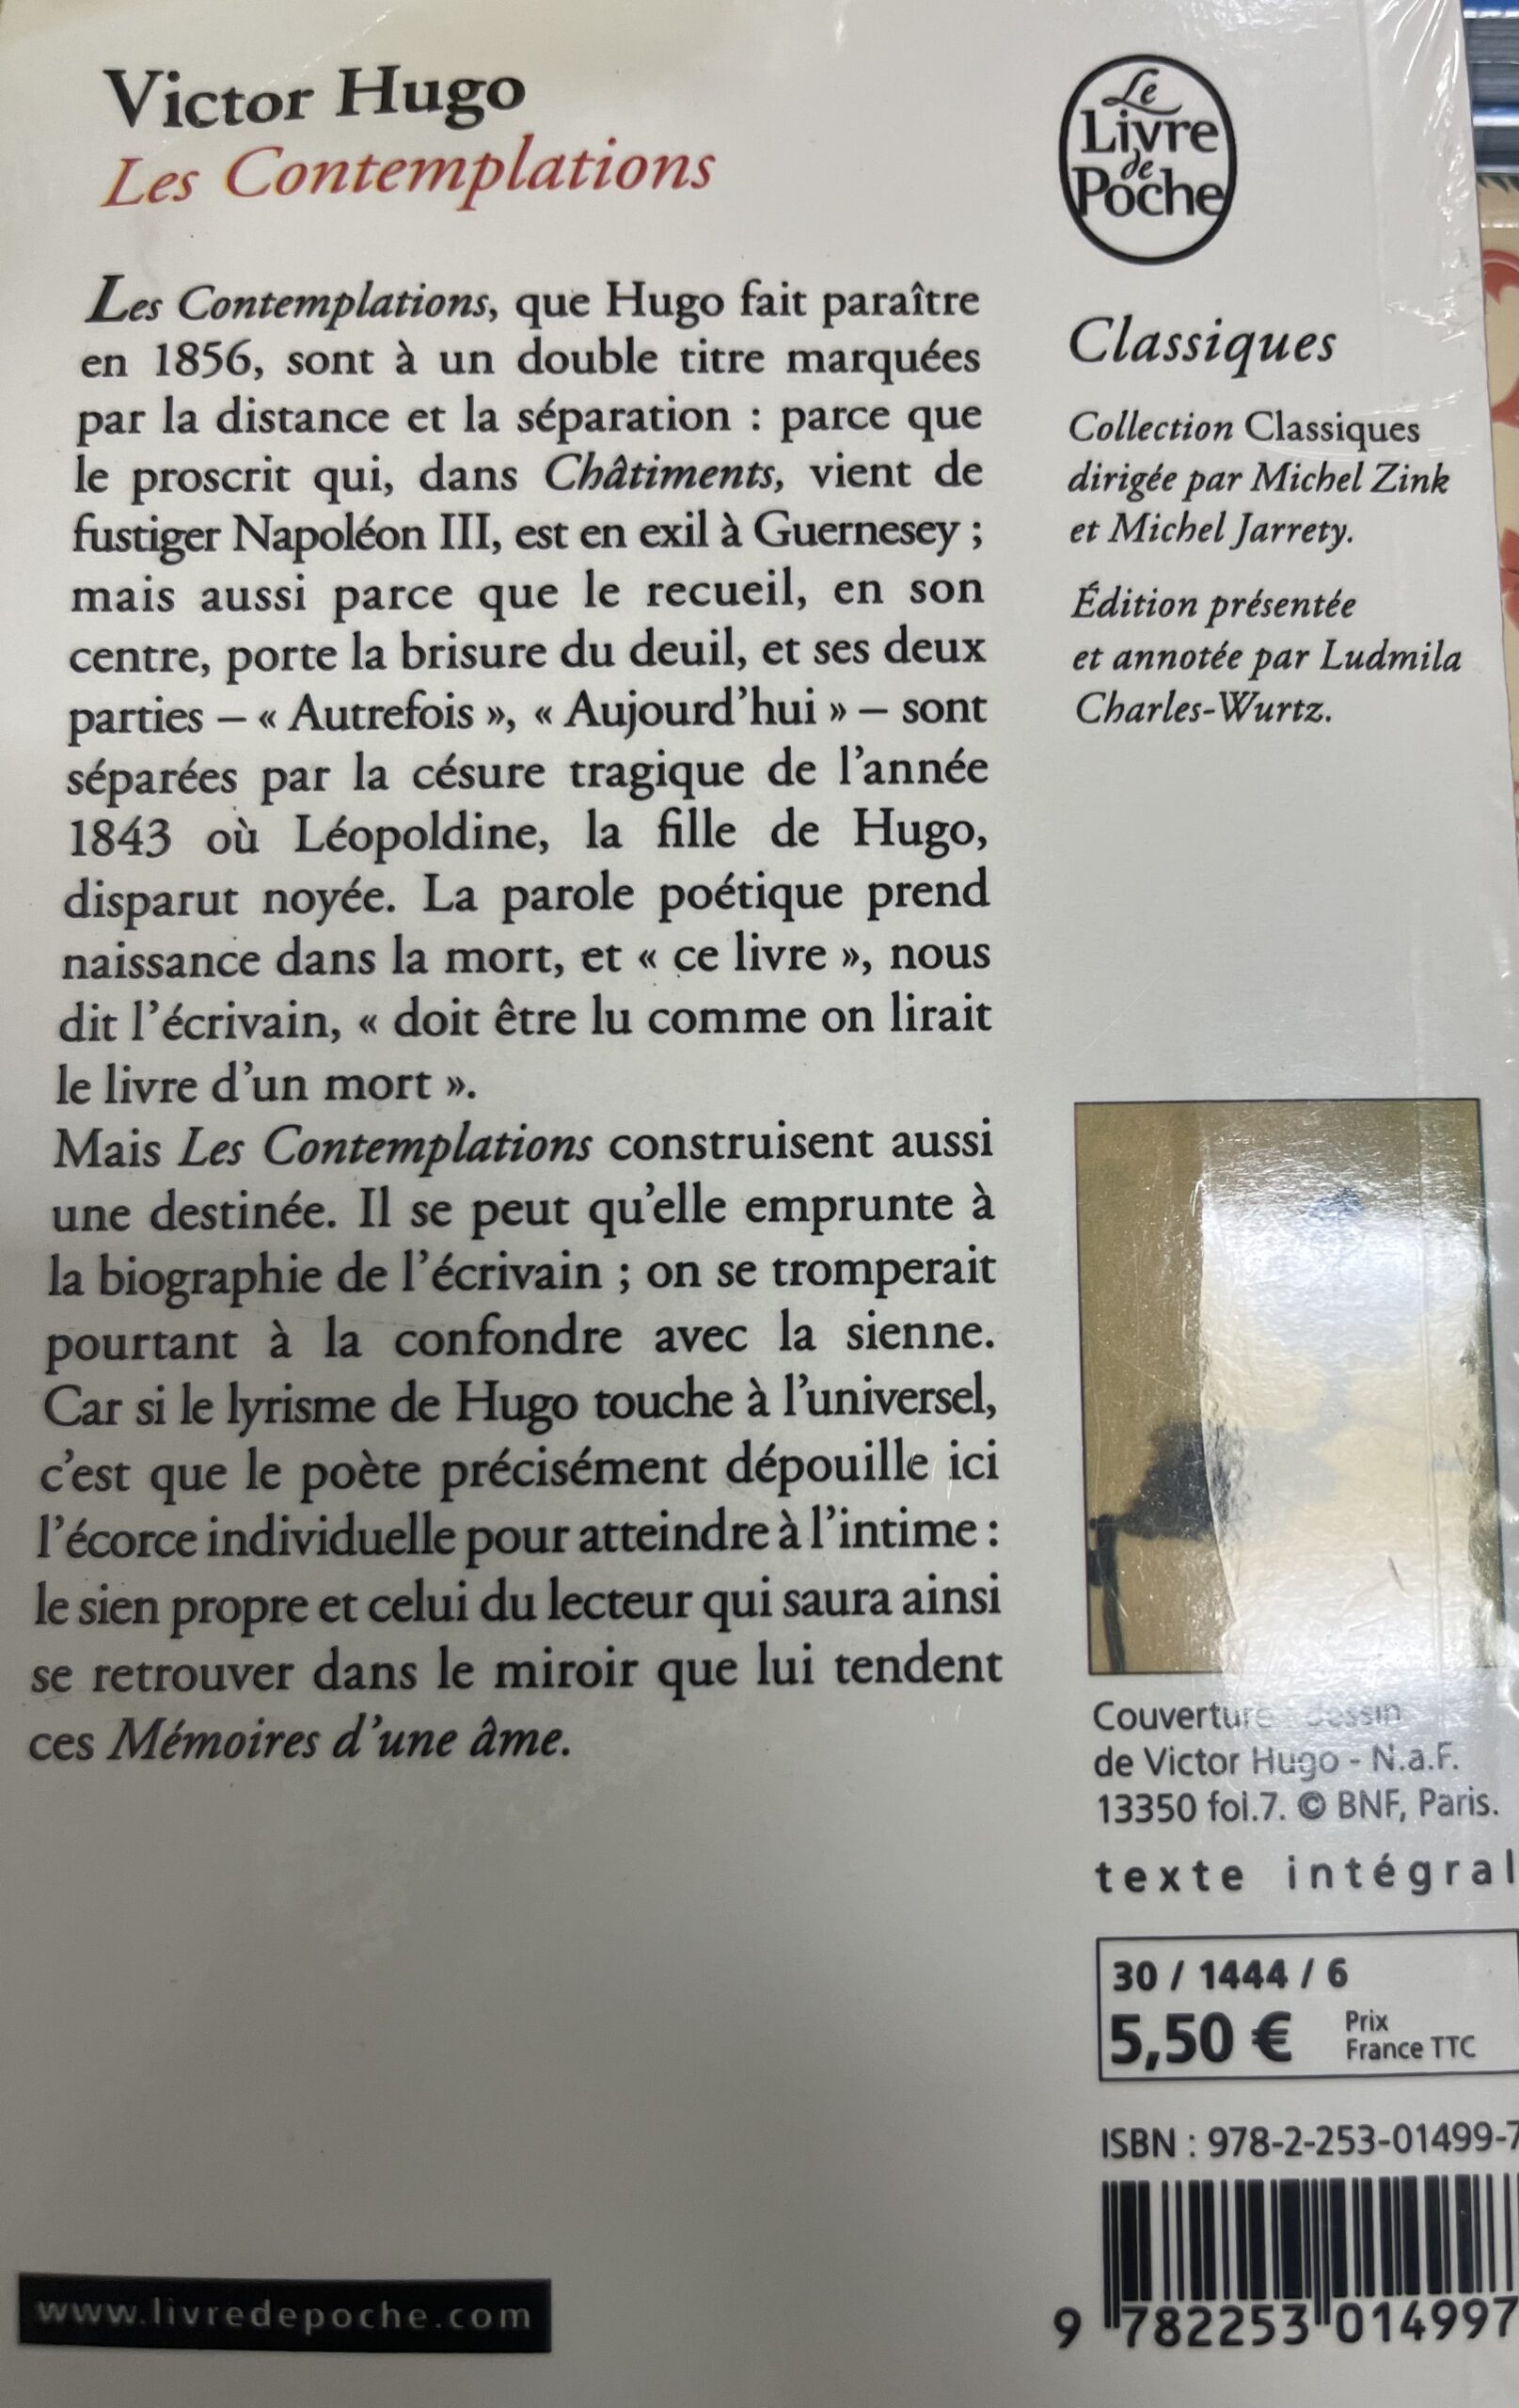 Victor Hugo
Les Contemplations
Les Contemplations, que Hugo fait paraître
en 1856, sont à un double titre marquées
par la distance et la séparation : parce que
le proscrit qui, dans Châtiments, vient de
fustiger Napoléon III, est en exil à Guernesey ;
mais aussi parce que le recueil, en son
centre, porte la brisure du deuil, et ses deux
parties – « Autrefois », « Aujourd'hui » – sont
séparées par la césure tragique de l'année
1843 où Léopoldine, la fille de Hugo,
disparut noyée. La parole poétique prend
naissance dans la mort, et « ce livre », nous
dit l'écrivain, « doit être lu comme on lirait
le livre d'un mort ».
Mais Les Contemplations construisent aussi
une destinée. Il se peut qu'elle emprunte à
la biographie de l'écrivain ; on se tromperait
pourtant à la confondre avec la sienne.
Car si le lyrisme de Hugo touche à l'universel,
c'est que le poète précisément dépouille ici
l'écorce individuelle pour atteindre à l'intime :
le sien propre et celui du lecteur qui saura ainsi
se retrouver dans le miroir que lui tendent
ces Mémoires d'une âme.
www.livredepoche.com
Le
Livre
de
Poche
Classiques
Collection Classiques
dirigée par Michel Zink
et Michel Jarrety.
Édition présentée
et annotée par Ludmila
Charles-Wurtz.
Couverture : dessin
de Victor Hugo - N.a.F.
13350 fol.7. © BNF, Paris.
texte intégral
30 / 1444 / 6
5,50 € Prix
France TTC
ISBN : 978-2-253-01499-7
9 782253 014997